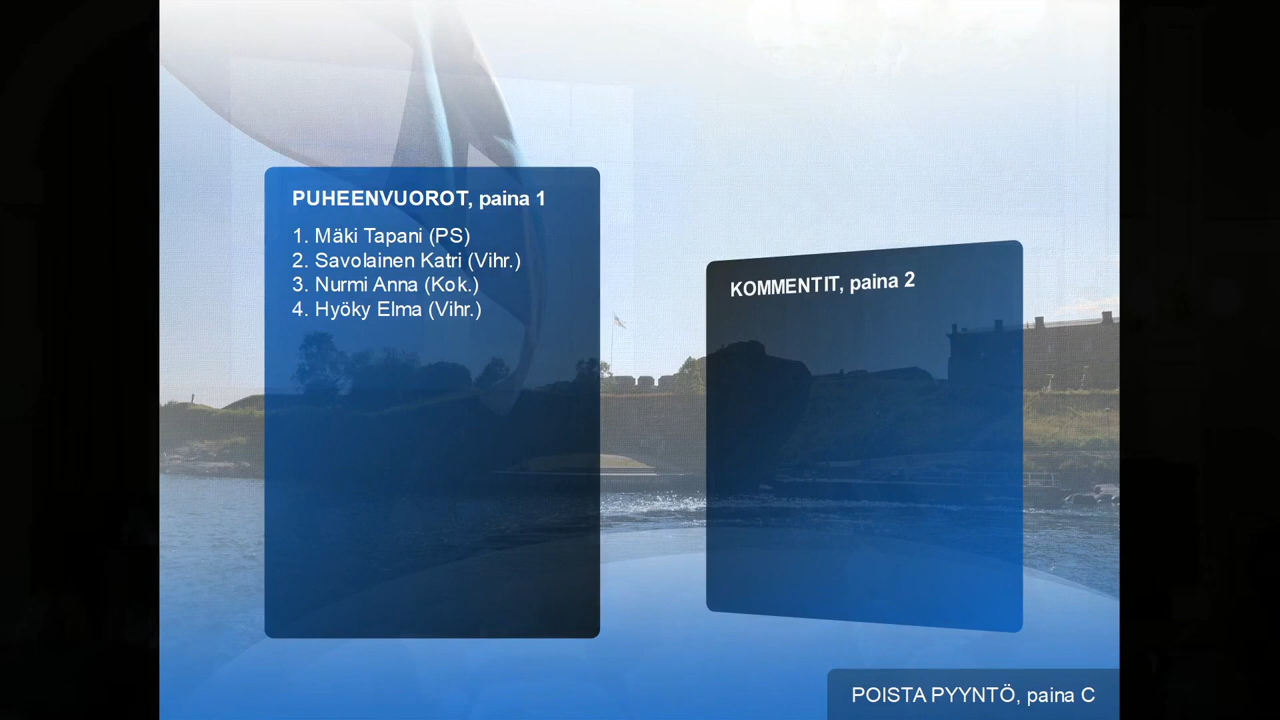 PUHEENVUOROT, paina 1
1. Mäki Tapani (PS)
2. Savolainen Katri (Vihr.)
3. Nurmi Anna (Kok.)
4. Hyöky Elma (Vihr.)
KOMMENTIT, paina 2
POISTA PYYNTÖ, paina C